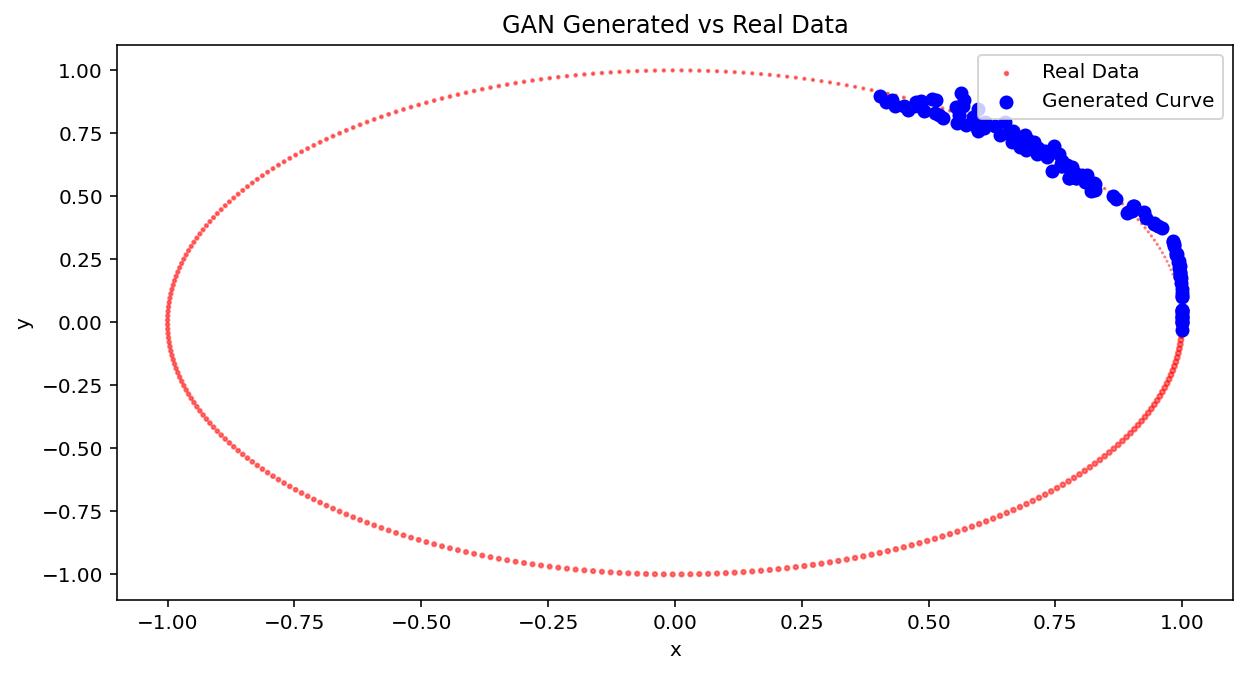 GAN Generated vs Real Data
Real Data
Generated Curve
1.00
0.75
0.50
0.25
0.00
−0.25
−0.50
−0.75
−1.00
y
−1.00 −0.75 −0.50 −0.25 0.00 0.25 0.50 0.75 1.00
x